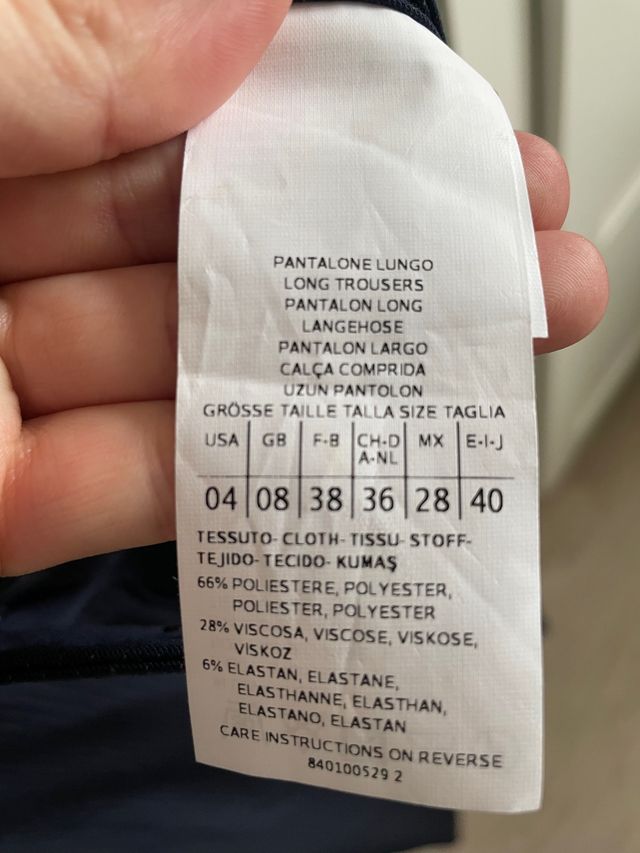 PANTALONE LUNGO
LONG TROUSERS
PANTALON LONG
LANGEHOSE
PANTALON LARGO
CALÇA COMPRIDA
UZUN PANTOLON
GRÖSSE TAILLE TALLA SIZE TAGLIA
USA GB F-B CH-D A-NL MX E-I-J
04 08 38 36 28 40
TESSUTO- CLOTH- TISSU- STOFF-
TEJIDO- TECIDO- KUMAŞ
66% POLIESTERE, POLYESTER,
POLIESTER, POLYESTER
28% VISCOSA, VISCOSE, VISKOSE,
VİSKOZ
6% ELASTAN, ELASTANE,
ELASTHANNE, ELASTHAN,
ELASTANO, ELASTAN
CARE INSTRUCTIONS ON REVERSE
840100529 2